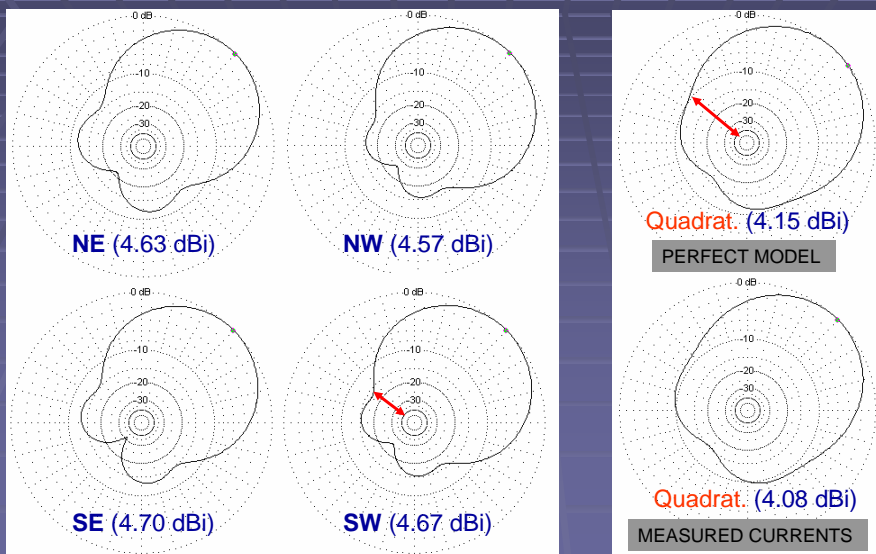 0 dB
-10
-20
-30
NE (4.63 dBi)
0 dB
-10
-20
-30
NW (4.57 dBi)
0 dB
-10
-20
-30
Quadrat. (4.15 dBi)
PERFECT MODEL
0 dB
-10
-20
-30
SE (4.70 dBi)
0 dB
-10
-20
-30
SW (4.67 dBi)
0 dB
-10
-20
-30
Quadrat. (4.08 dBi)
MEASURED CURRENTS